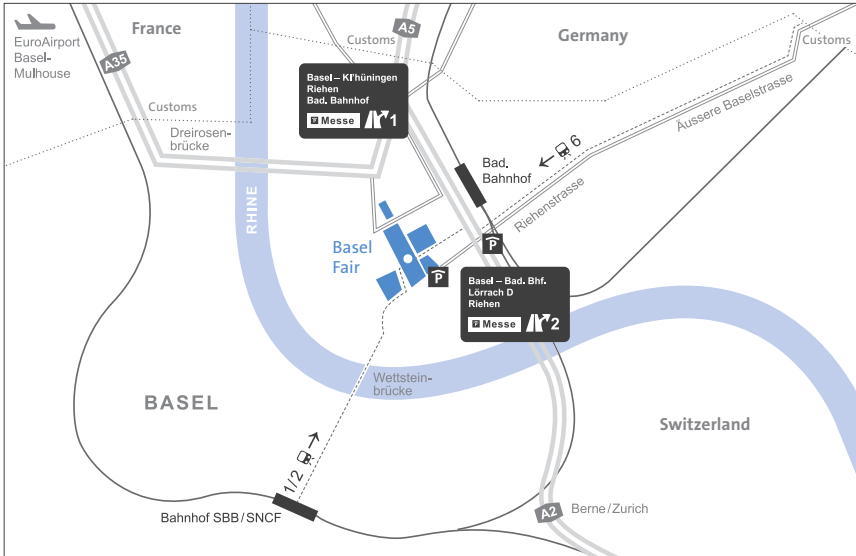 EuroAirport
Basel-
Mulhouse
France
A35
Customs
Dreirosen-
brücke
Customs
A5
Basel – Kl'hüningen
Riehen
Bad. Bahnhof
P Messe 1
Germany
Customs
Äussere Baselstrasse
6
Bad.
Bahnhof
Riehenstrasse
RHINE
Basel
Fair
P
P
Basel – Bad. Bhf.
Lörrach D
Riehen
P Messe 2
Wettstein-
brücke
BASEL
Switzerland
1/2
Bahnhof SBB/SNCF
A2
Berne/Zurich